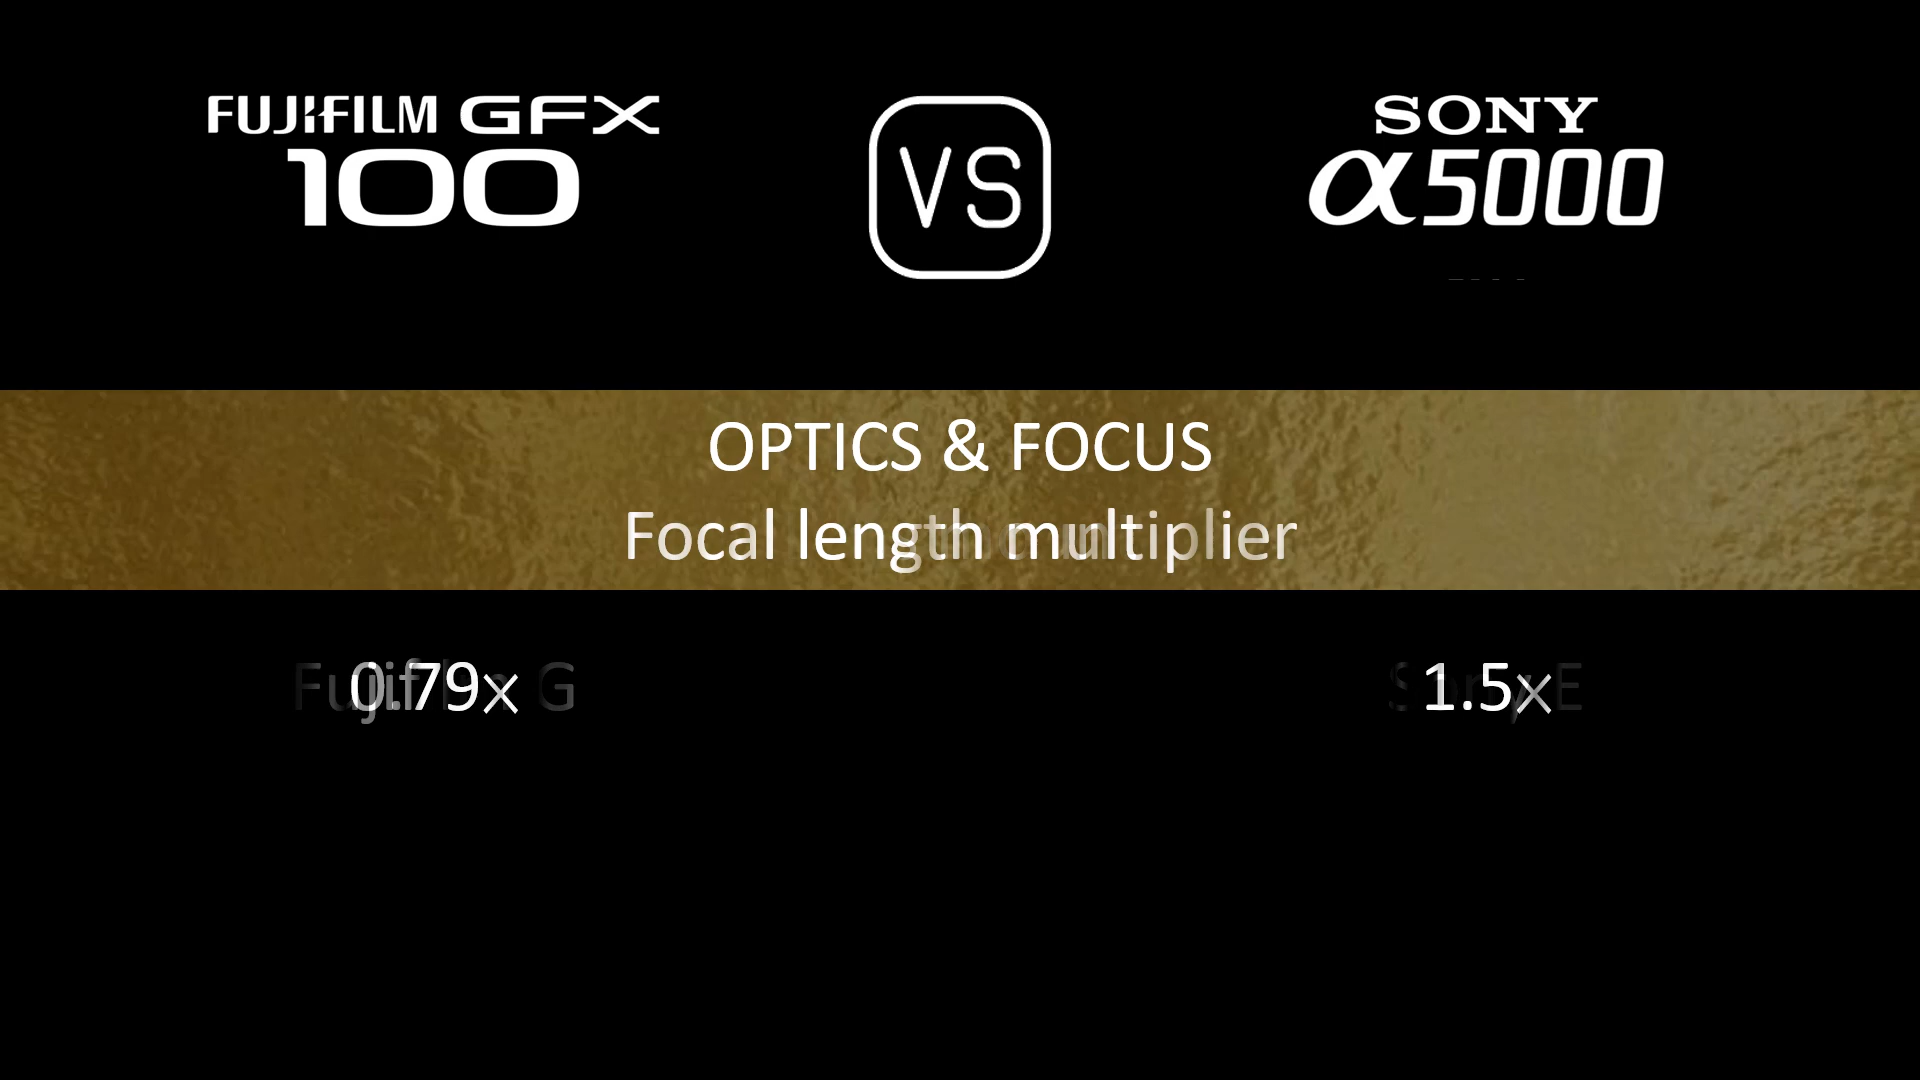 FUJIFILM GFX
100
VS
SONY
α5000
OPTICS & FOCUS
Focal length multiplier
0.79x
1.5x